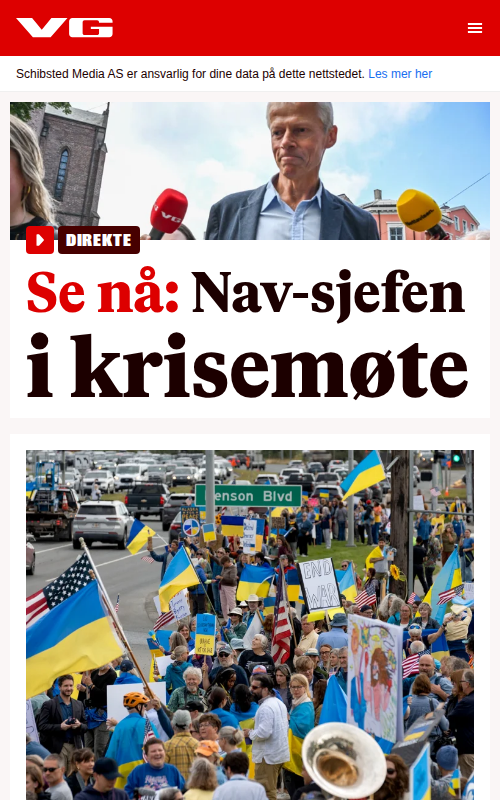 VG
Schibsted Media AS er ansvarlig for dine data på dette nettstedet. Les mer her
VG
DIREKTE
Se nå: Nav-sjefen
i krisemøte
Benson Blvd
END
WAR